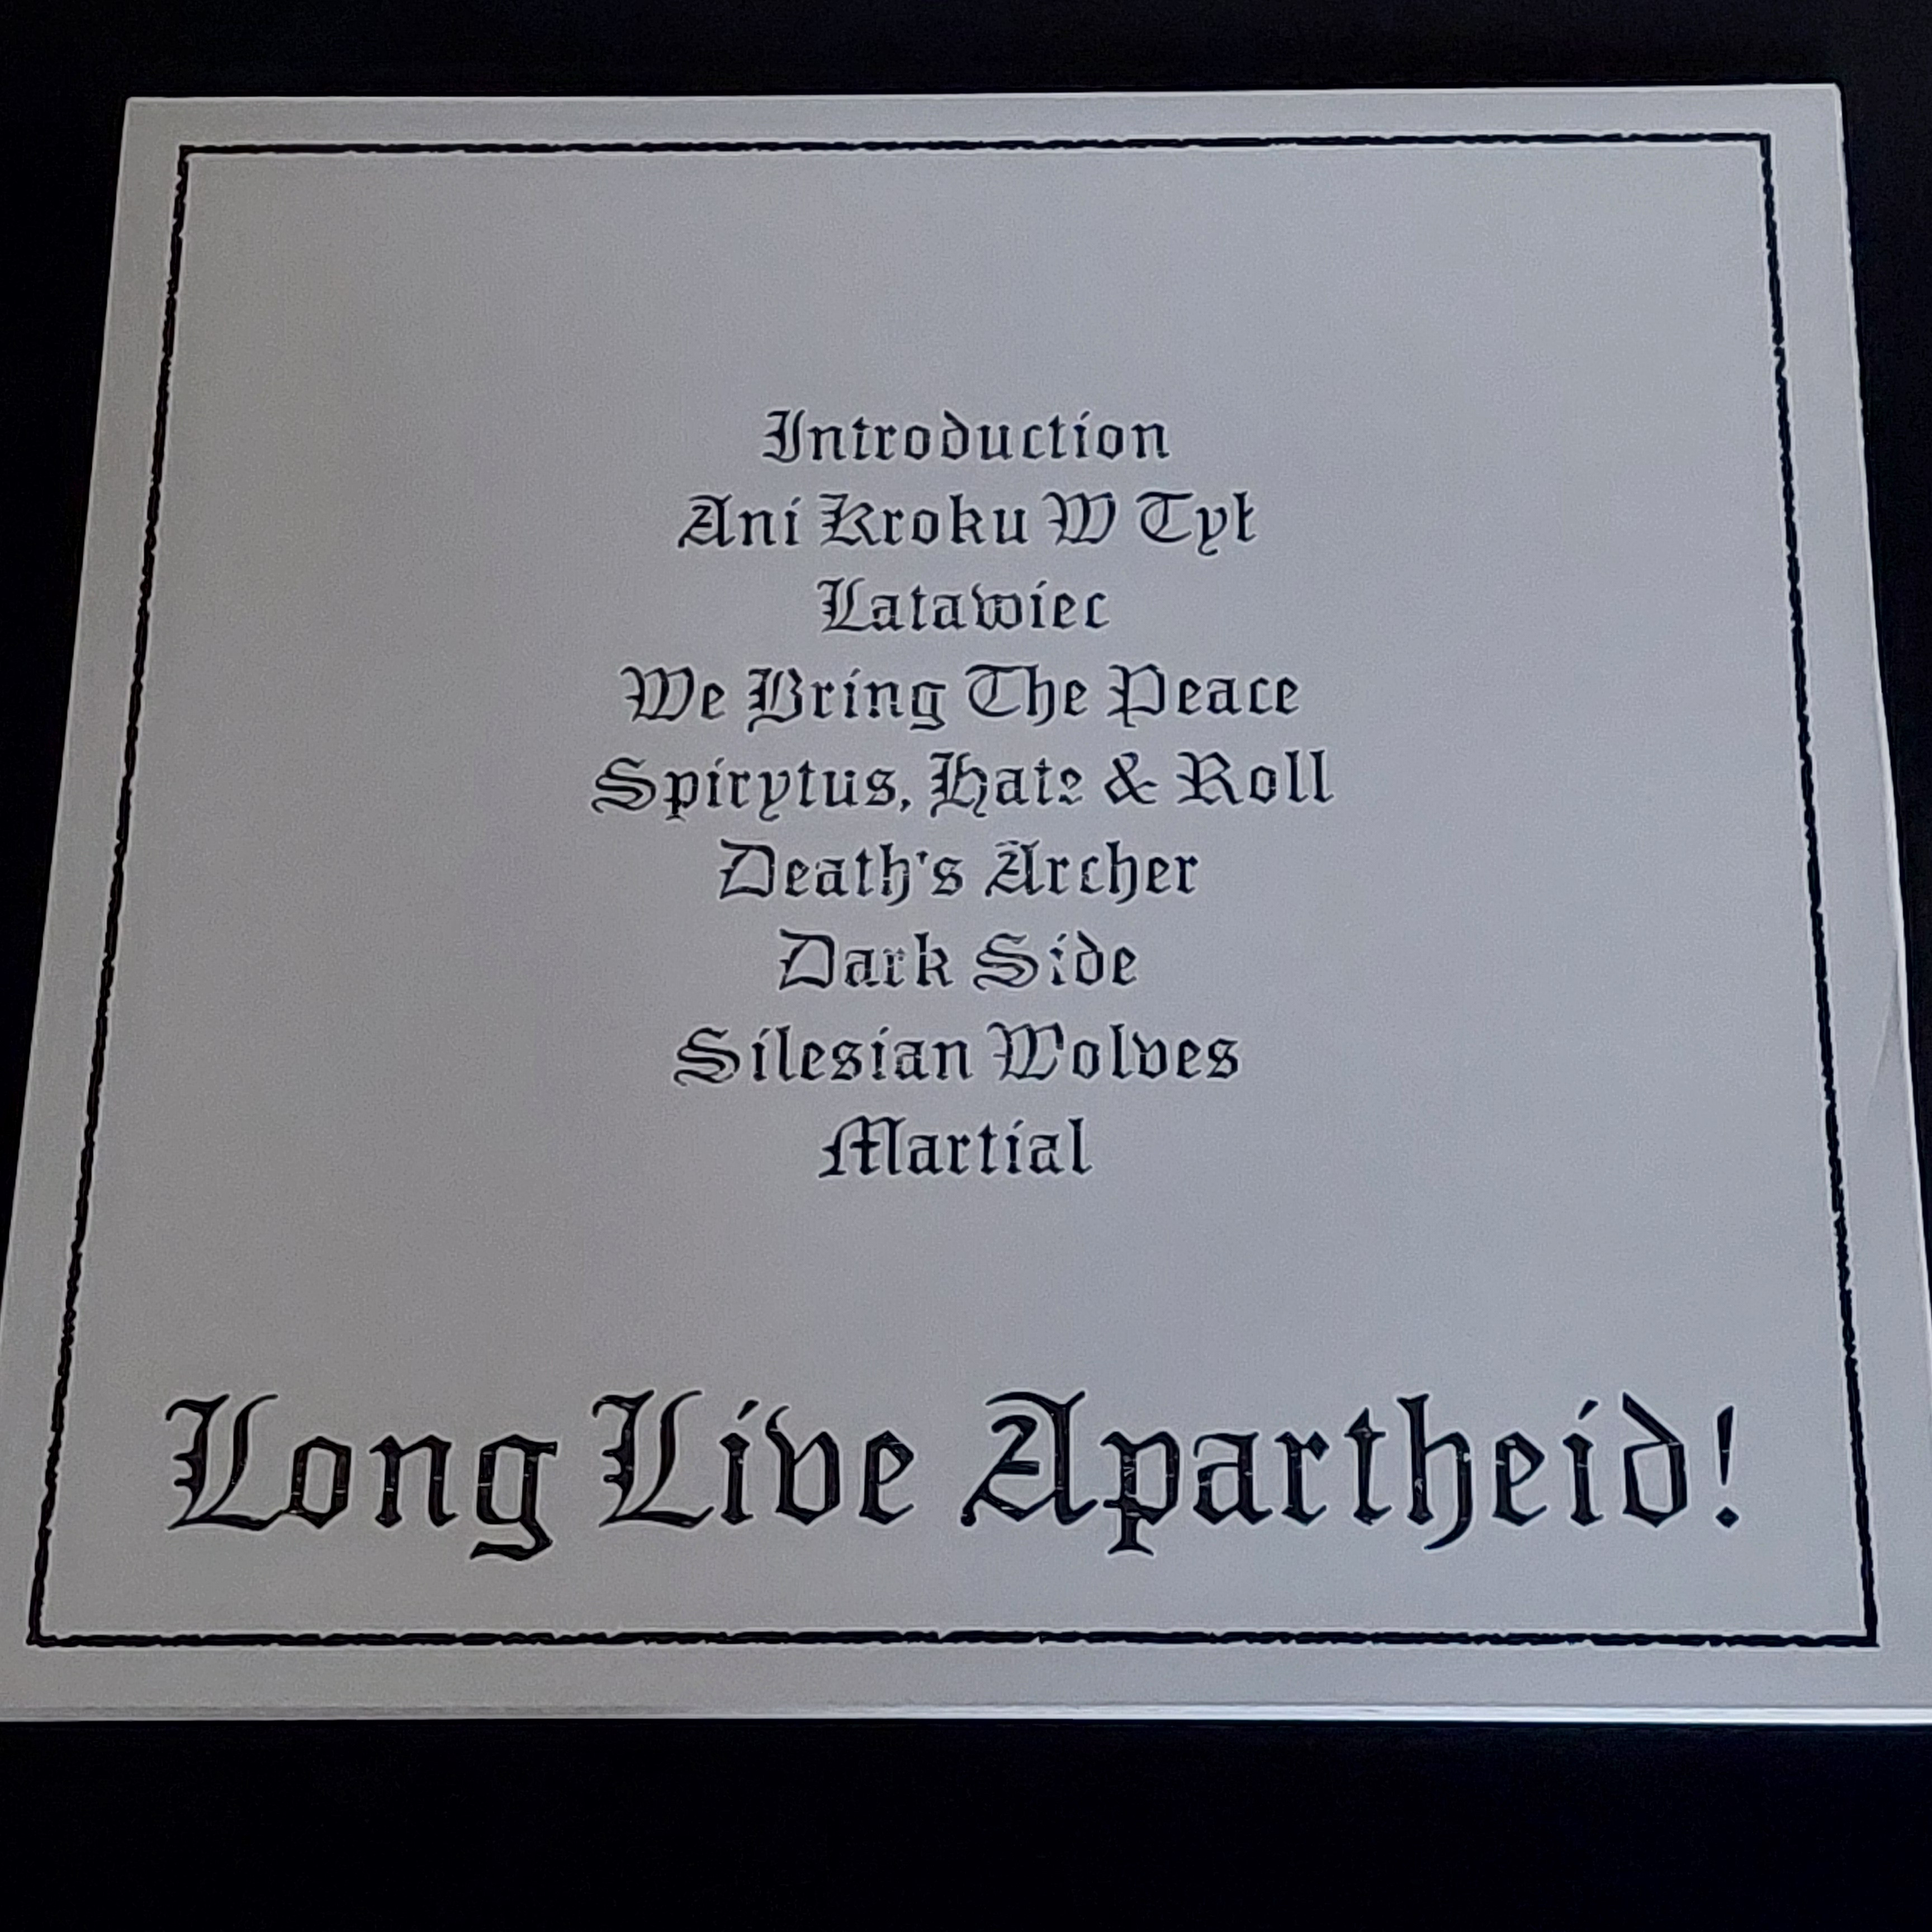 Introduction
Ani Kroku W Tył
Latawiec
We Bring The Peace
Spirytus, Hate & Roll
Death's Archer
Dark Side
Silesian Wolves
Martial
Long Live Apartheid!